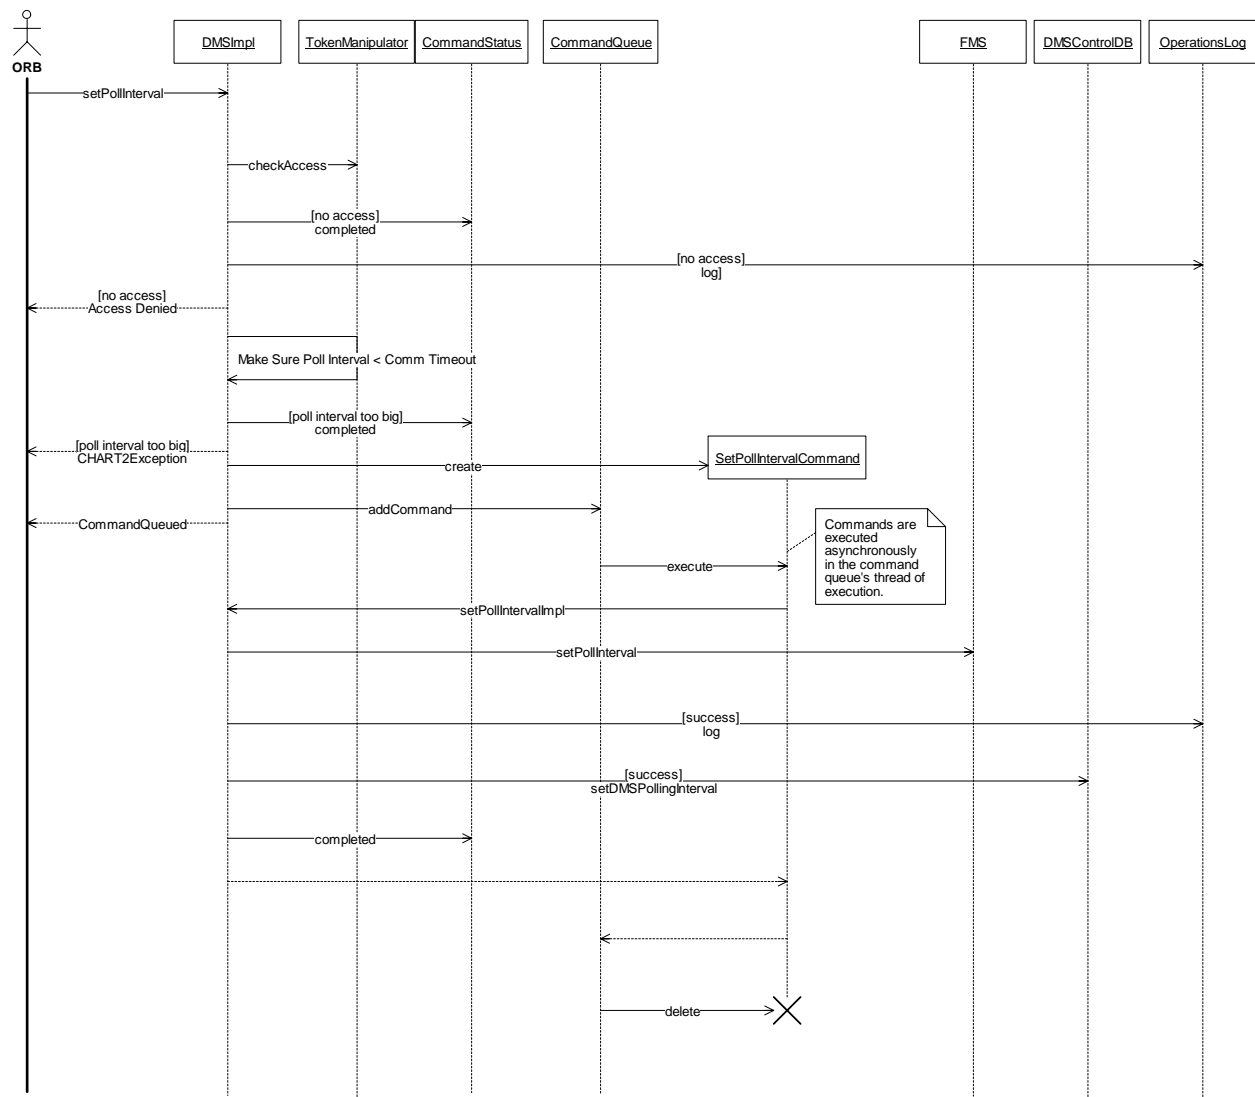 DMSImpl
TokenManipulator
CommandStatus
CommandQueue
FMS
DMSControlDB
OperationsLog
ORB
setPollInterval
checkAccess
[no access]
completed
[no access]
log]
[no access]
Access Denied
Make Sure Poll Interval < Comm Timeout
[poll interval too big]
completed
[poll interval too big]
CHART2Exception
create
SetPollIntervalCommand
addCommand
CommandQueued
Commands are
executed
asynchronously
in the command
queue's thread of
execution.
execute
setPollIntervalImpl
setPollInterval
[success]
log
[success]
setDMSPollingInterval
completed
delete